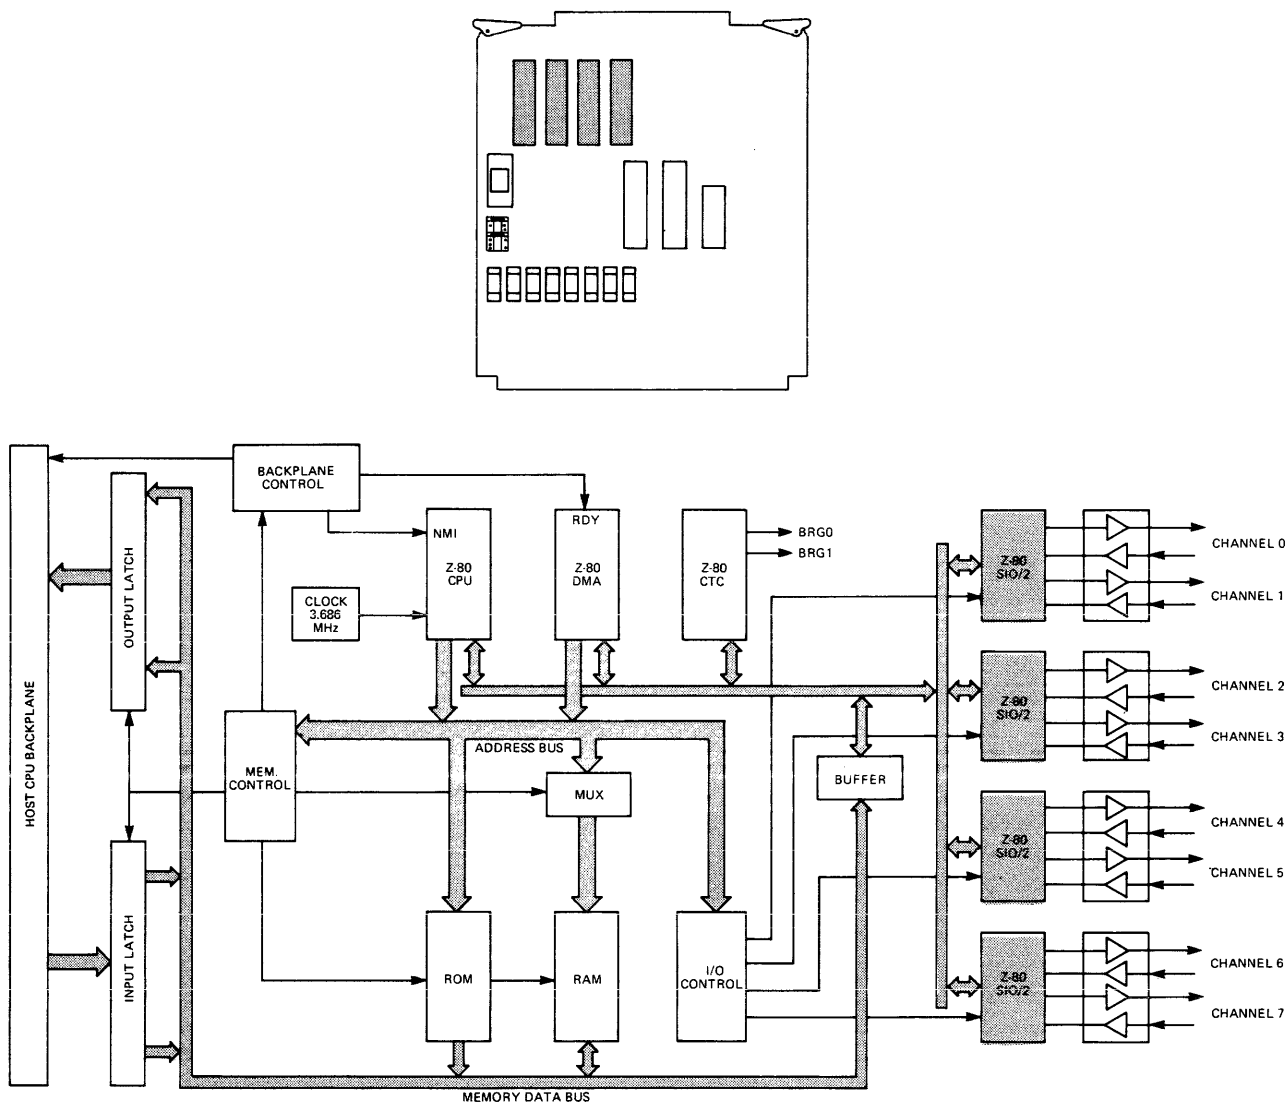 BACKPLANE
CONTROL
NMI
Z-80
CPU
RDY
Z-80
DMA
Z-80
CTC
BRG0
BRG1
CLOCK
3.686
MHz
HOST CPU BACKPLANE
OUTPUT LATCH
INPUT LATCH
MEM.
CONTROL
ADDRESS BUS
MUX
BUFFER
ROM
RAM
I/O
CONTROL
MEMORY DATA BUS
Z-80
SIO/2
CHANNEL 0
CHANNEL 1
Z-80
SIO/2
CHANNEL 2
CHANNEL 3
Z-80
SIO/2
CHANNEL 4
CHANNEL 5
Z-80
SIO/2
CHANNEL 6
CHANNEL 7